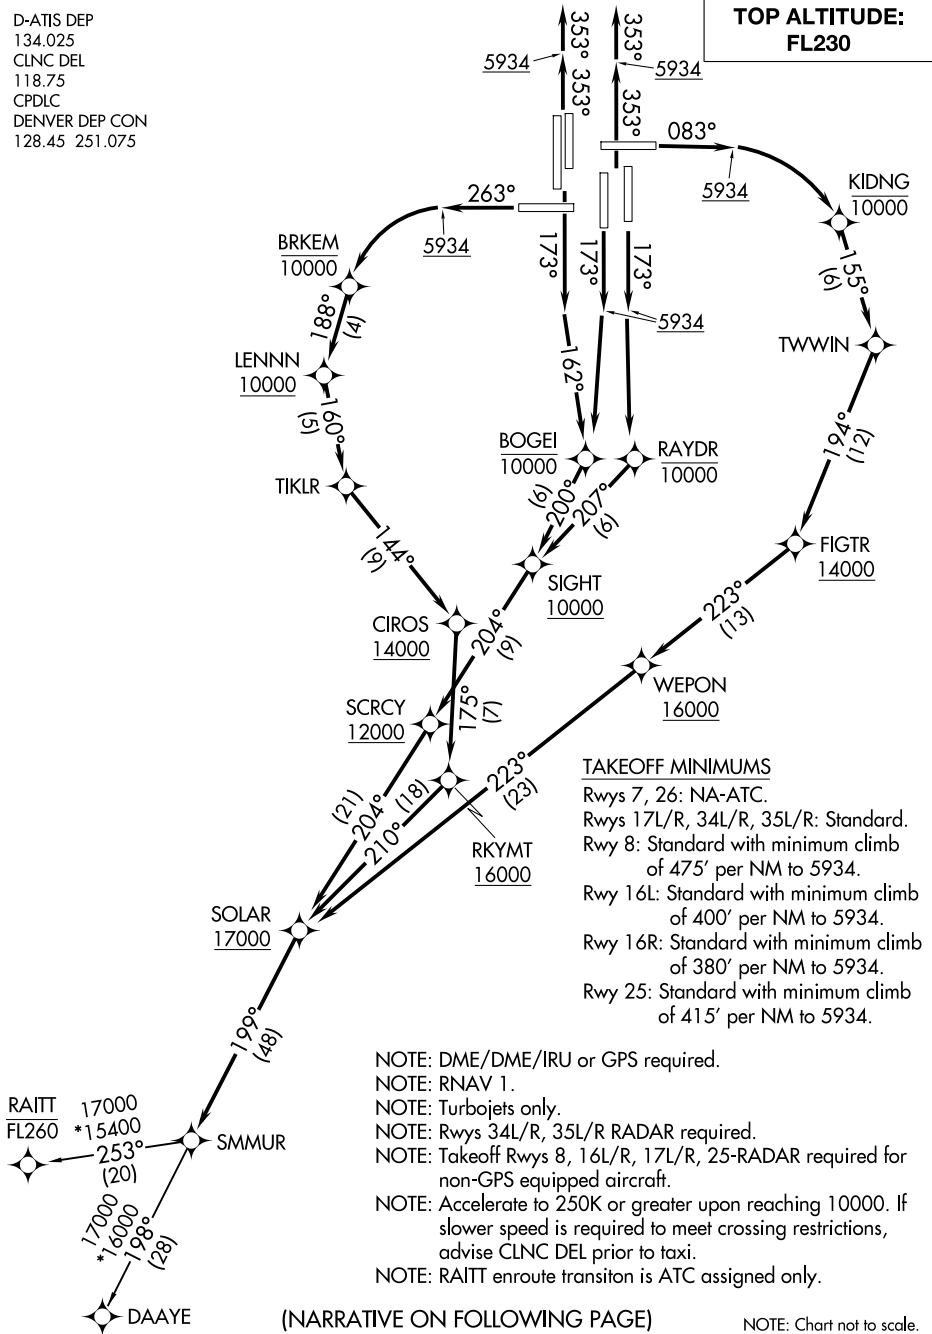 D-ATIS DEP
134.025
CLNC DEL
118.75
CPDLC
DENVER DEP CON
128.45 251.075
TOP ALTITUDE:
FL230
353°
353°
5934
5934
353°
353°
083°
5934
KIDNG
10000
263°
5934
BRKEM
10000
173°
173°
173°
5934
155°
(6)
188°
(4)
TWWIN
LENNN
10000
162°
160°
(5)
194°
(12)
BOGEI
10000
RAYDR
10000
TIKLR
200°
(6)
207°
(6)
144°
(9)
FIGTR
14000
SIGHT
10000
223°
(13)
CIROS
14000
204°
(9)
WEPON
16000
SCRCY
12000
175°
(7)
223°
(23)
204°
(21)
210°
(18)
RKYMT
16000
TAKEOFF MINIMUMS
Rwys 7, 26: NA-ATC.
Rwys 17L/R, 34L/R, 35L/R: Standard.
Rwy 8: Standard with minimum climb
of 475' per NM to 5934.
Rwy 16L: Standard with minimum climb
of 400' per NM to 5934.
Rwy 16R: Standard with minimum climb
of 380' per NM to 5934.
Rwy 25: Standard with minimum climb
of 415' per NM to 5934.
SOLAR
17000
199°
(48)
RAITT
FL260
17000
*15400
253°
(20)
SMMUR
17000
*16000
198°
(28)
DAAYE
NOTE: DME/DME/IRU or GPS required.
NOTE: RNAV 1.
NOTE: Turbojets only.
NOTE: Rwys 34L/R, 35L/R RADAR required.
NOTE: Takeoff Rwys 8, 16L/R, 17L/R, 25-RADAR required for
non-GPS equipped aircraft.
NOTE: Accelerate to 250K or greater upon reaching 10000. If
slower speed is required to meet crossing restrictions,
advise CLNC DEL prior to taxi.
NOTE: RAITT enroute transiton is ATC assigned only.
(NARRATIVE ON FOLLOWING PAGE)
NOTE: Chart not to scale.